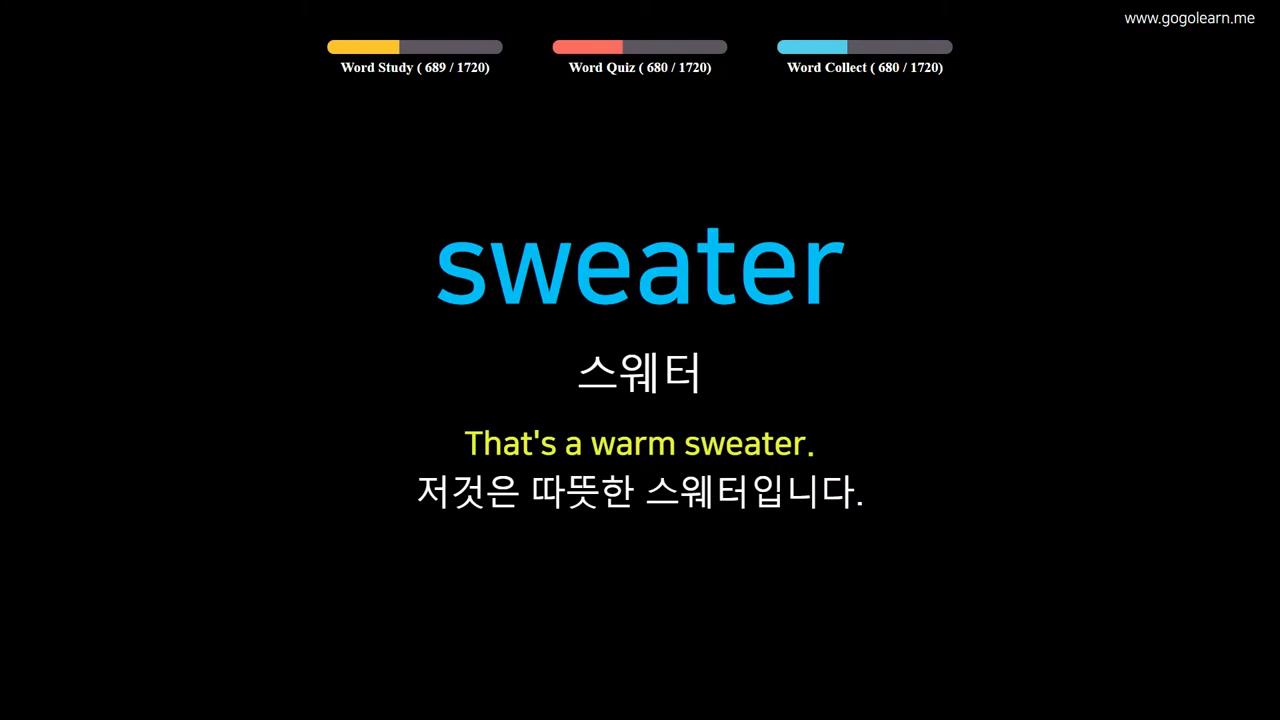 www.gogolearn.me
Word Study ( 689 / 1720)
Word Quiz ( 680 / 1720)
Word Collect ( 680 / 1720)
sweater
스웨터
That's a warm sweater.
저것은 따뜻한 스웨터입니다.